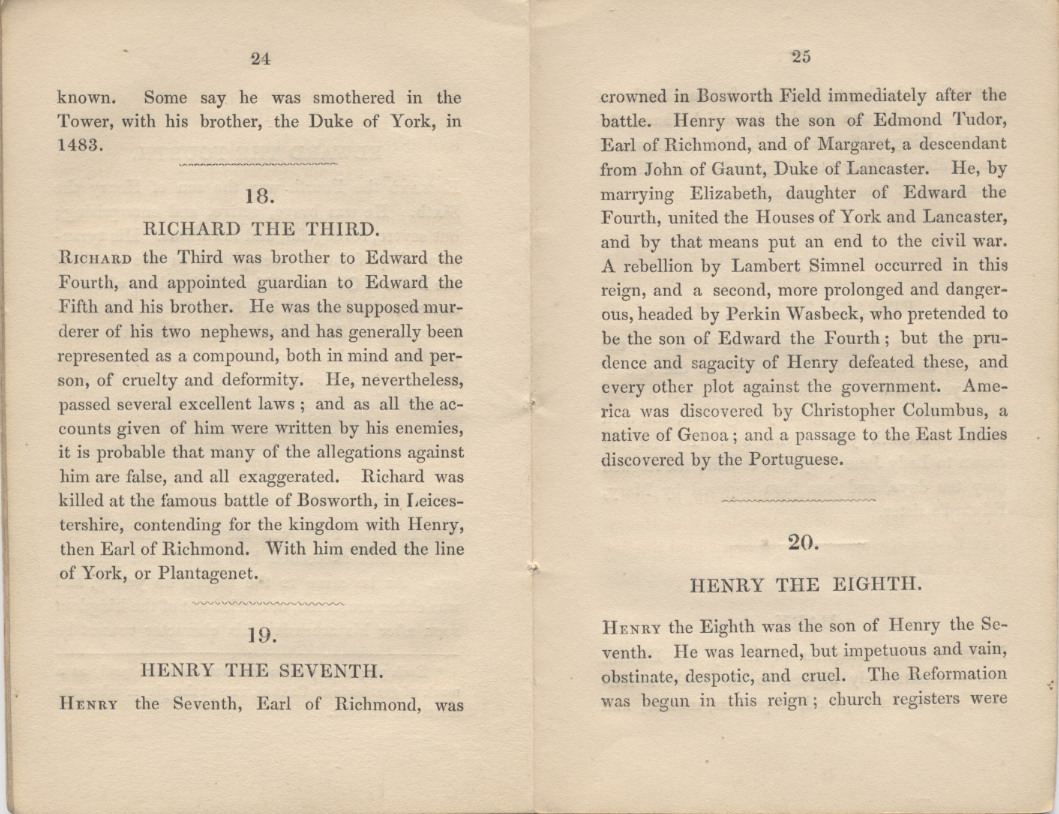 24
known. Some say he was smothered in the
Tower, with his brother, the Duke of York, in
1483.
18.
RICHARD THE THIRD.
RICHARD the Third was brother to Edward the
Fourth, and appointed guardian to Edward the
Fifth and his brother. He was the supposed mur-
derer of his two nephews, and has generally been
represented as a compound, both in mind and per-
son, of cruelty and deformity. He, nevertheless,
passed several excellent laws; and as all the ac-
counts given of him were written by his enemies,
it is probable that many of the allegations against
him are false, and all exaggerated. Richard was
killed at the famous battle of Bosworth, in Leices-
tershire, contending for the kingdom with Henry,
then Earl of Richmond. With him ended the line
of York, or Plantagenet.
19.
HENRY THE SEVENTH.
HENRY the Seventh, Earl of Richmond, was
25
crowned in Bosworth Field immediately after the
battle. Henry was the son of Edmond Tudor,
Earl of Richmond, and of Margaret, a descendant
from John of Gaunt, Duke of Lancaster. He, by
marrying Elizabeth, daughter of Edward the
Fourth, united the Houses of York and Lancaster,
and by that means put an end to the civil war.
A rebellion by Lambert Simnel occurred in this
reign, and a second, more prolonged and danger-
ous, headed by Perkin Wasbeck, who pretended to
be the son of Edward the Fourth; but the pru-
dence and sagacity of Henry defeated these, and
every other plot against the government. Ame-
rica was discovered by Christopher Columbus, a
native of Genoa; and a passage to the East Indies
discovered by the Portuguese.
20.
HENRY THE EIGHTH.
HENRY the Eighth was the son of Henry the Se-
venth. He was learned, but impetuous and vain,
obstinate, despotic, and cruel. The Reformation
was begun in this reign; church registers were